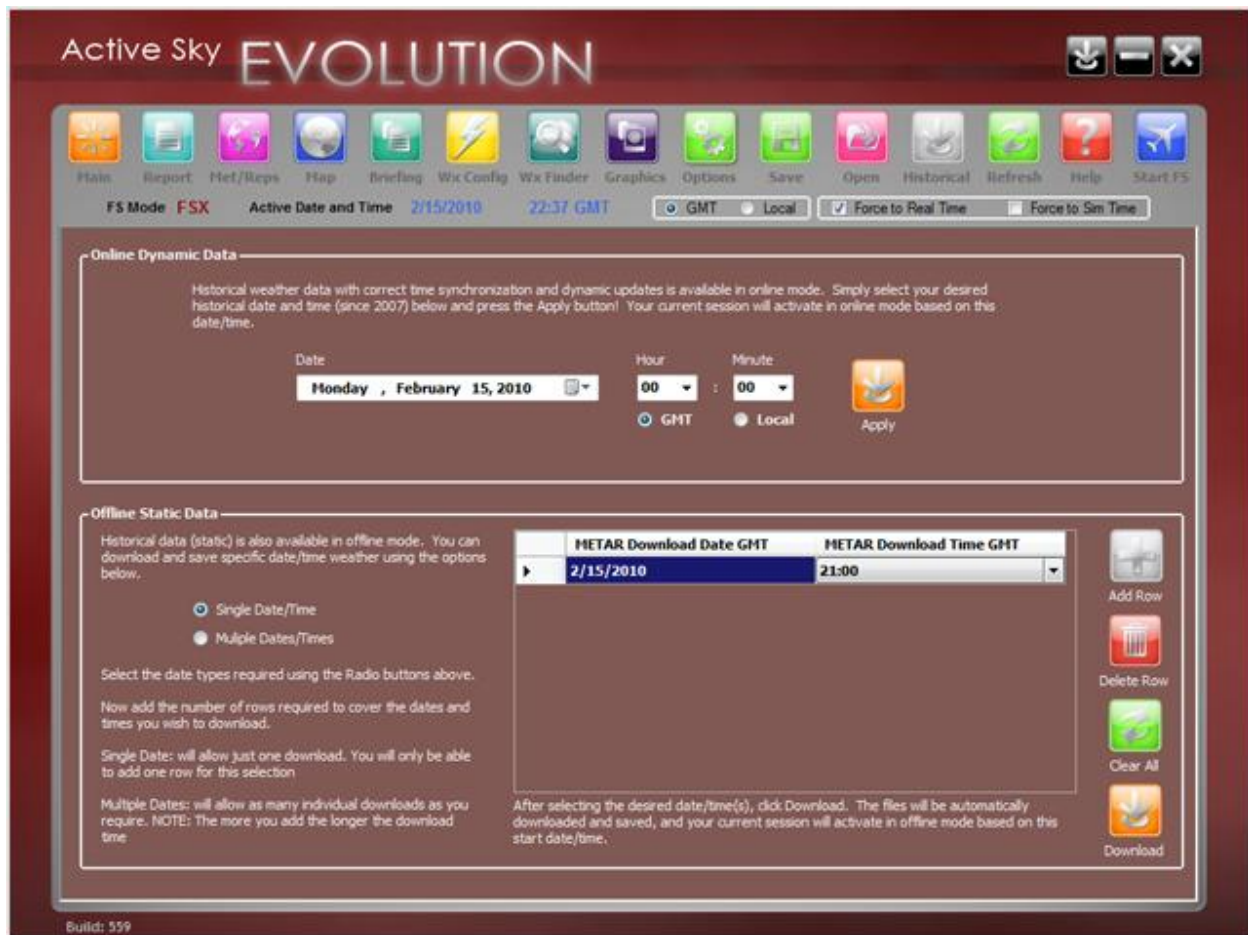 Active Sky EVOLUTION
Main Report Met/Reps Map Briefing Wx Config Wx Finder Graphics Options Save Open Historical Refresh Help Start FS
FS Mode FSX Active Date and Time 2/15/2010 22:37 GMT GMT Local Force to Real Time Force to Sim Time
Online Dynamic Data
Historical weather data with correct time synchronization and dynamic updates is available in online mode. Simply select your desired
historical date and time (since 2007) below and press the Apply button! Your current session will activate in online mode based on this
date/time.
Date Hour Minute
Monday , February 15, 2010 00 : 00
GMT Local Apply
Offline Static Data
Historical data (static) is also available in offline mode. You can
download and save specific date/time weather using the options
below.
Single Date/Time
Muliple Dates/Times
Select the date types required using the Radio buttons above.
Now add the number of rows required to cover the dates and
times you wish to download.
Single Date: will allow just one download. You will only be able
to add one row for this selection
Multiple Dates: will allow as many individual downloads as you
require. NOTE: The more you add the longer the download
time
METAR Download Date GMT METAR Download Time GMT
2/15/2010 21:00
After selecting the desired date/time(s), click Download. The files will be automatically
downloaded and saved, and your current session will activate in offline mode based on this
start date/time.
Add Row
Delete Row
Clear All
Download
Build: 559